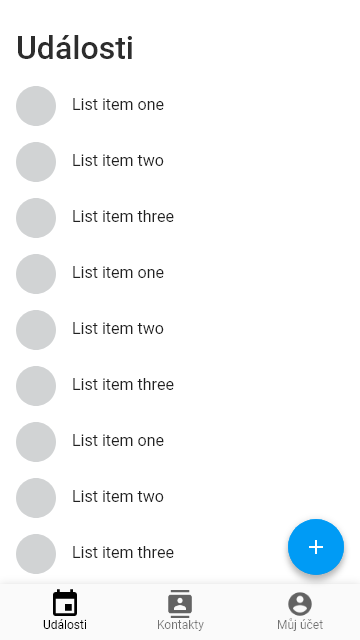 Události
List item one
List item two
List item three
List item one
List item two
List item three
List item one
List item two
List item three
Události
Kontakty
Můj účet